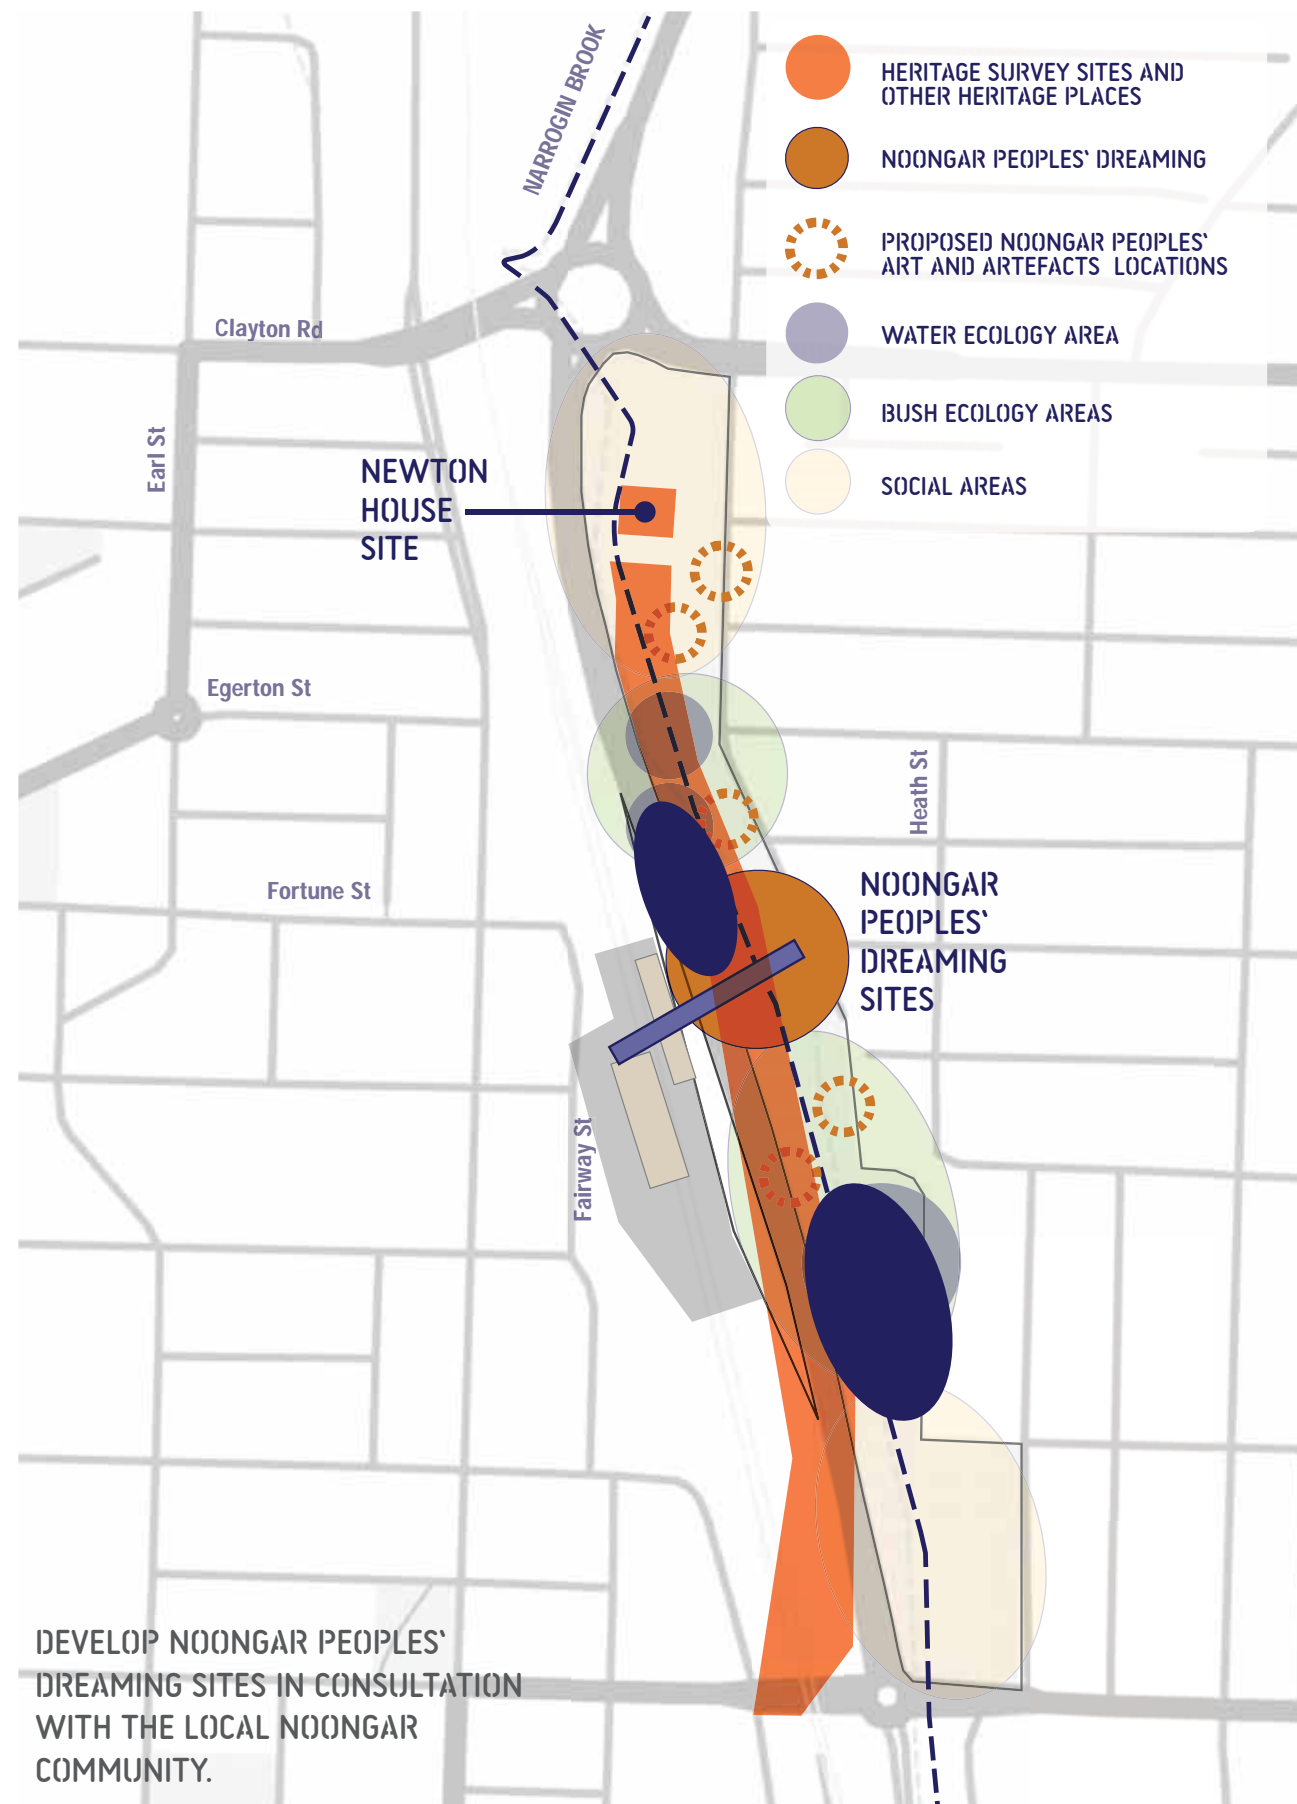 NARROGIN BROOK
HERITAGE SURVEY SITES AND
OTHER HERITAGE PLACES
NOONGAR PEOPLES' DREAMING
PROPOSED NOONGAR PEOPLES'
ART AND ARTEFACTS LOCATIONS
WATER ECOLOGY AREA
BUSH ECOLOGY AREAS
SOCIAL AREAS
Clayton Rd
Earl St
NEWTON
HOUSE
SITE
Egerton St
Heath St
Fortune St
NOONGAR
PEOPLES'
DREAMING
SITES
Fairway St
DEVELOP NOONGAR PEOPLES'
DREAMING SITES IN CONSULTATION
WITH THE LOCAL NOONGAR
COMMUNITY.